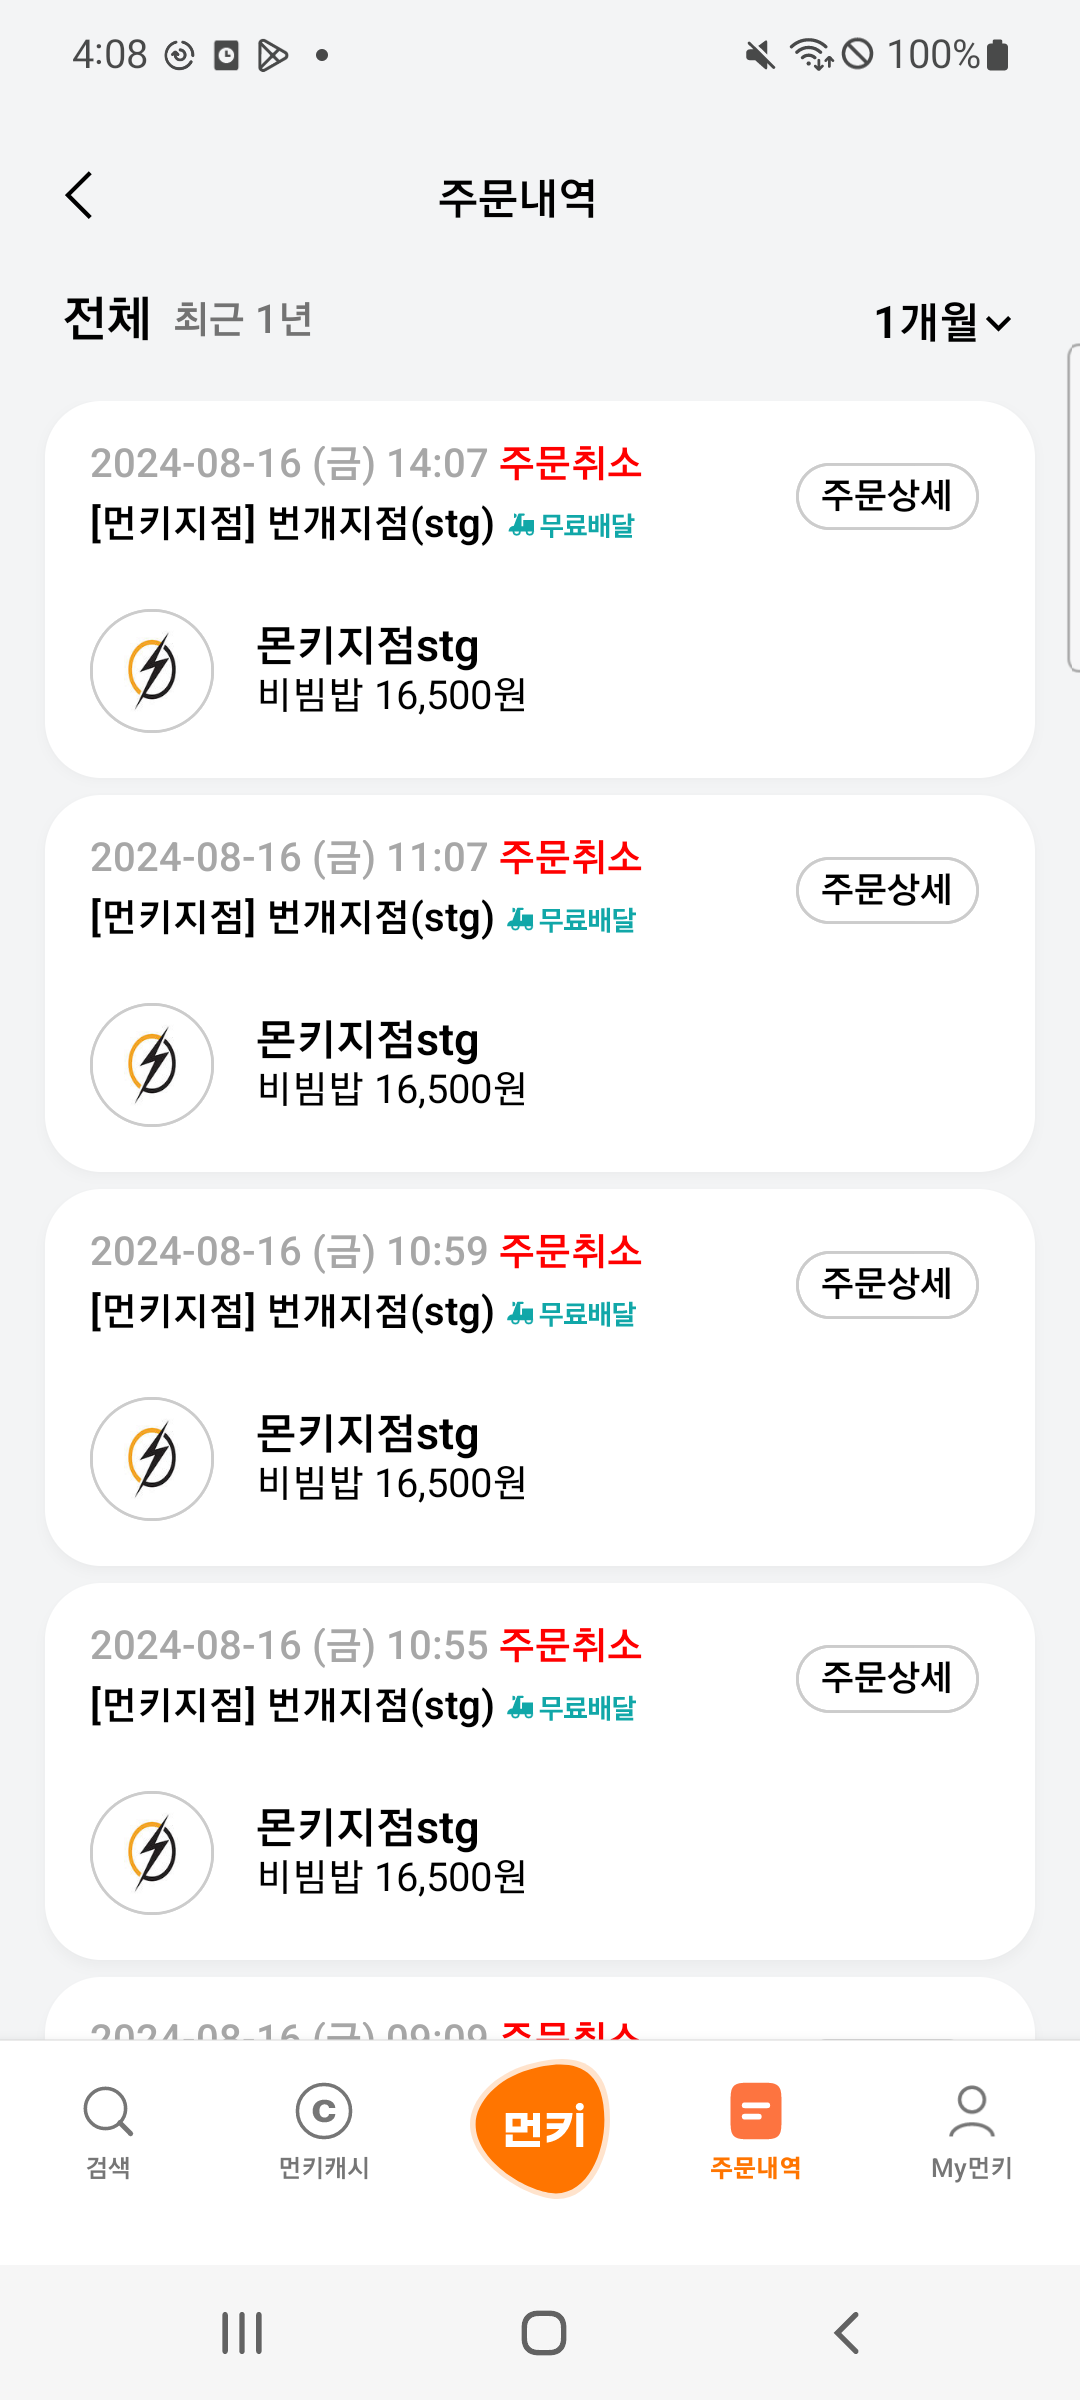 4:08 100%
주문내역
전체 최근 1년 1개월
2024-08-16 (금) 14:07 주문취소
주문상세
[먼키지점] 번개지점(stg) 무료배달
몬키지점stg
비빔밥 16,500원
2024-08-16 (금) 11:07 주문취소
주문상세
[먼키지점] 번개지점(stg) 무료배달
몬키지점stg
비빔밥 16,500원
2024-08-16 (금) 10:59 주문취소
주문상세
[먼키지점] 번개지점(stg) 무료배달
몬키지점stg
비빔밥 16,500원
2024-08-16 (금) 10:55 주문취소
주문상세
[먼키지점] 번개지점(stg) 무료배달
몬키지점stg
비빔밥 16,500원
2024-08-16 (금) 09:09 주문취소
먼키
검색 먼키캐시 주문내역 My먼키